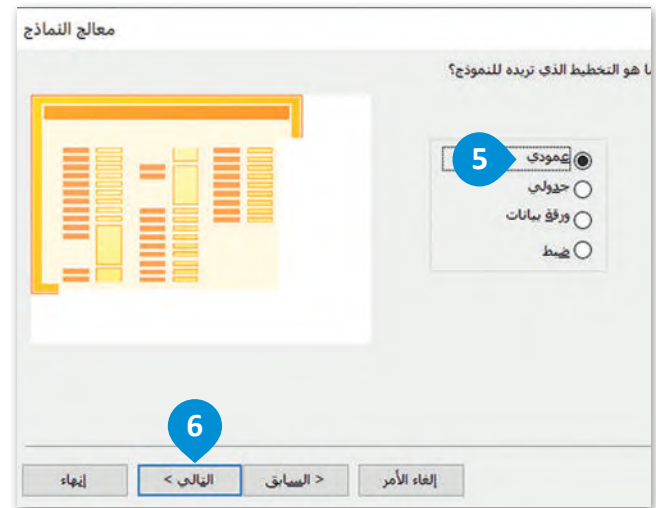 معالج النماذج
ما هو التخطيط الذي تريده للنموذج؟
5
عمودي
جدولي
ورقة بيانات
ضبط
6
إلغاء الأمر
< السابق
التالي >
إنهاء